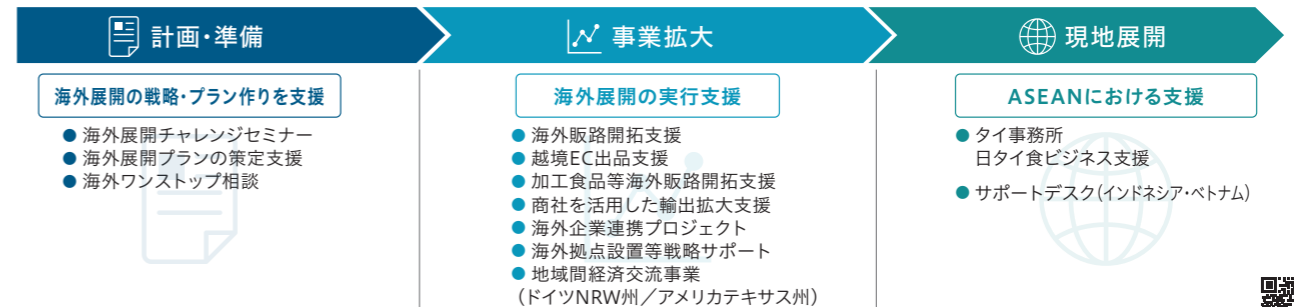 計画・準備
海外展開の戦略・プラン作りを支援
● 海外展開チャレンジセミナー
● 海外展開プランの策定支援
● 海外ワンストップ相談
事業拡大
海外展開の実行支援
● 海外販路開拓支援
● 越境EC出品支援
● 加工食品等海外販路開拓支援
● 商社を活用した輸出拡大支援
● 海外企業連携プロジェクト
● 海外拠点設置等戦略サポート
● 地域間経済交流事業
（ドイツNRW州／アメリカテキサス州）
現地展開
ASEANにおける支援
● タイ事務所
日タイ食ビジネス支援
● サポートデスク（インドネシア・ベトナム）